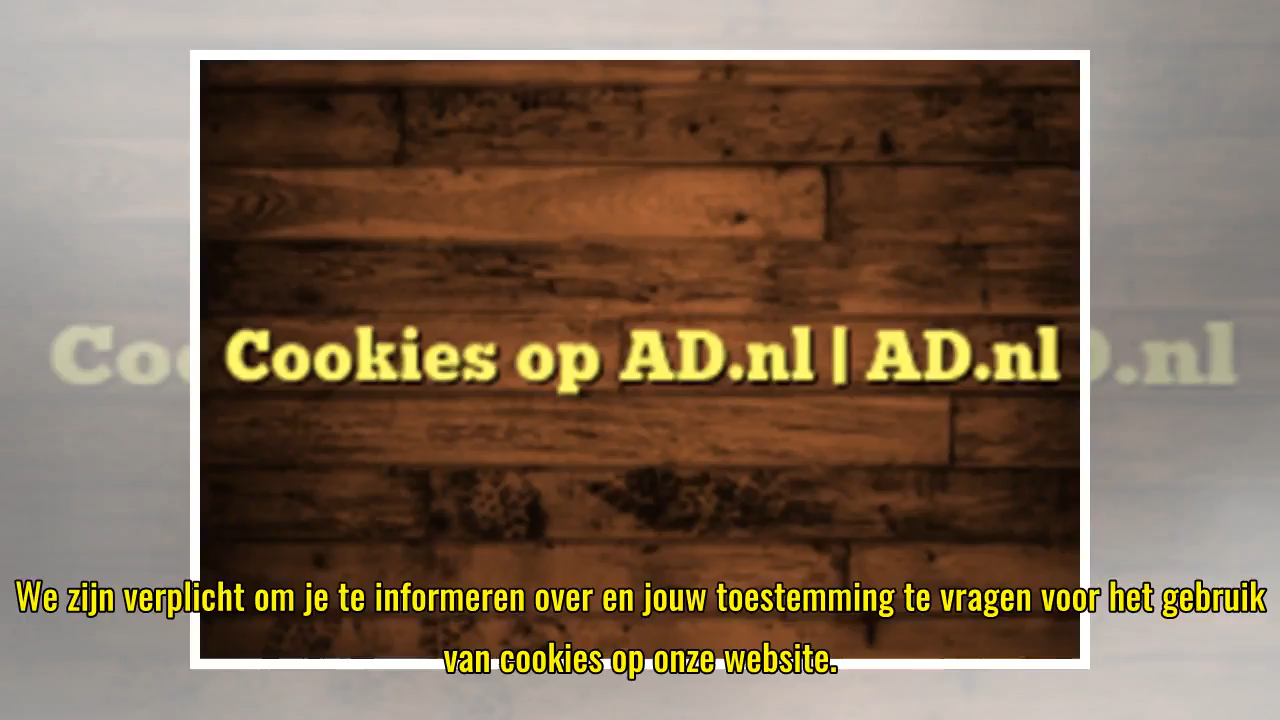 Cookies op AD.nl | AD.nl
We zijn verplicht om je te informeren over en jouw toestemming te vragen voor het gebruik
van cookies op onze website.